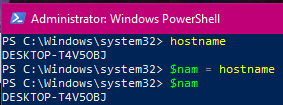 Administrator: Windows PowerShell
PS C:\Windows\system32> hostname
DESKTOP-T4V5OBJ
PS C:\Windows\system32> $nam = hostname
PS C:\Windows\system32> $nam
DESKTOP-T4V5OBJ